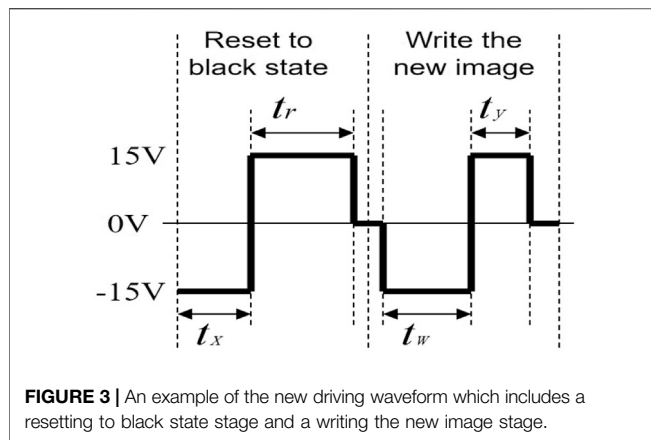 Reset to black state
Write the new image
tr
ty
15V
0V
-15V
tx
tw
FIGURE 3 | An example of the new driving waveform which includes a
resetting to black state stage and a writing the new image stage.